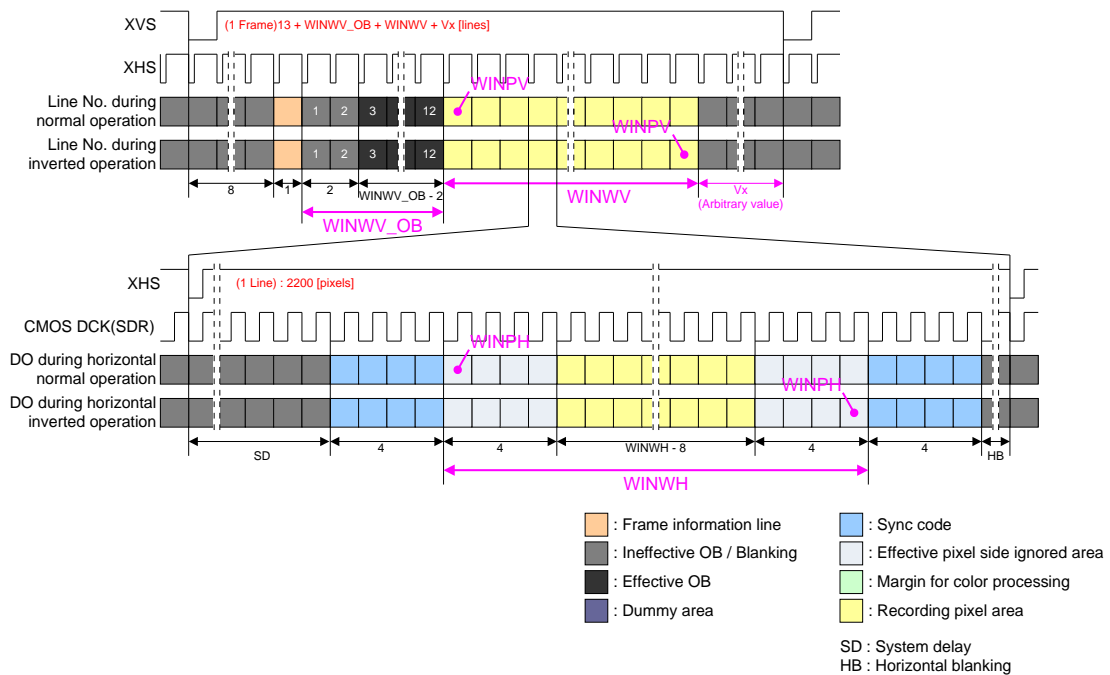 XVS
(1 Frame)13 + WINWV_OB + WINWV + Vx [lines]
XHS
Line No. during normal operation
1 2 3 12
WINPV
Line No. during inverted operation
1 2 3 12
WINPV
8
1
2
WINWV_OB - 2
WINWV
Vx
(Arbitrary value)
WINWV_OB
XHS
(1 Line) : 2200 [pixels]
CMOS DCK(SDR)
DO during horizontal normal operation
WINPH
DO during horizontal inverted operation
WINPH
SD
4
4
WINWH - 8
4
4
HB
WINWH
: Frame information line
: Sync code
: Ineffective OB / Blanking
: Effective pixel side ignored area
: Effective OB
: Margin for color processing
: Dummy area
: Recording pixel area
SD : System delay
HB : Horizontal blanking